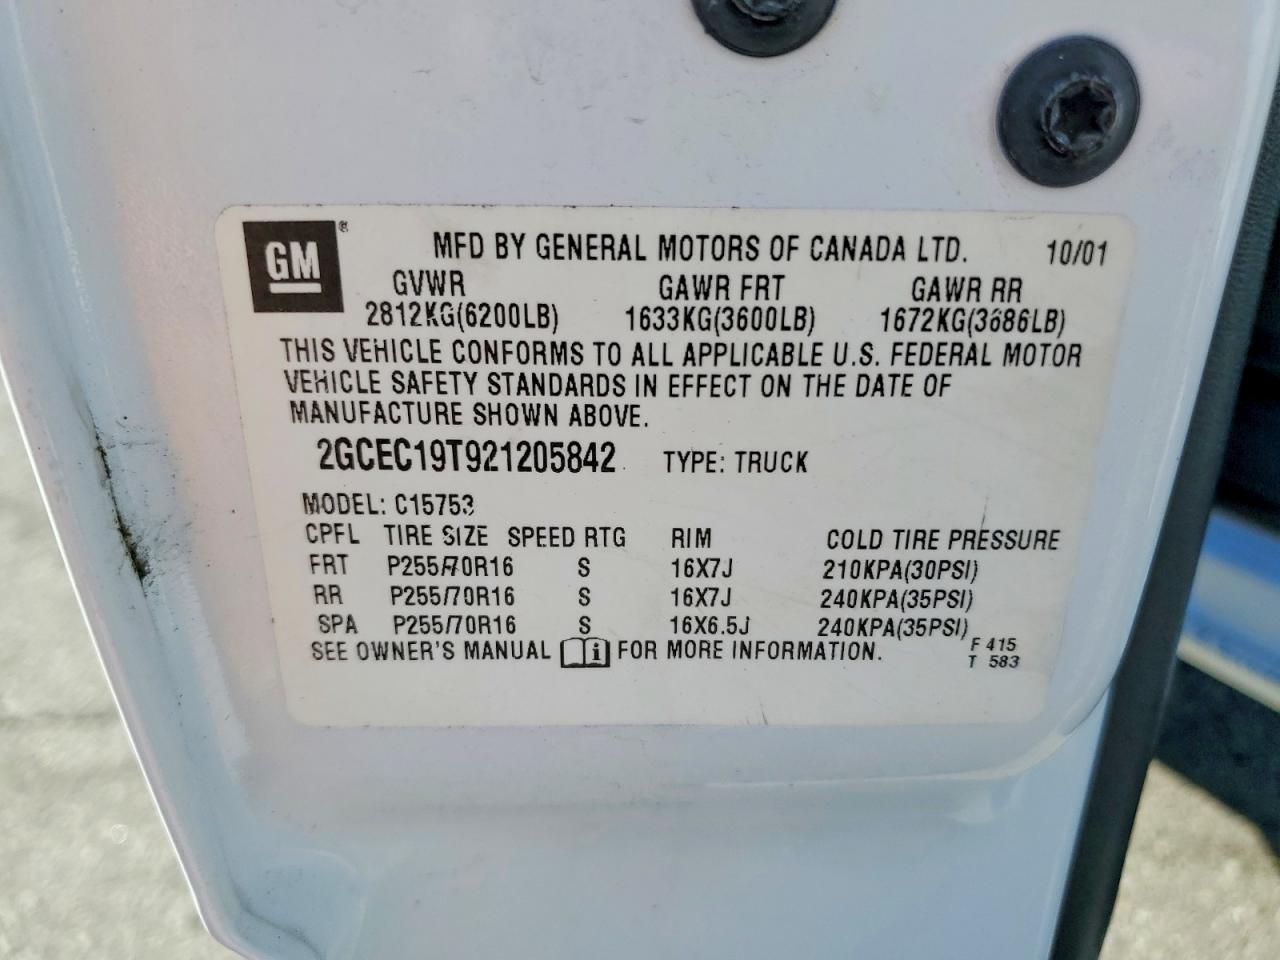 GM®
MFD BY GENERAL MOTORS OF CANADA LTD. 10/01
GVWR GAWR FRT GAWR RR
2812KG(6200LB) 1633KG(3600LB) 1672KG(3686LB)
THIS VEHICLE CONFORMS TO ALL APPLICABLE U.S. FEDERAL MOTOR
VEHICLE SAFETY STANDARDS IN EFFECT ON THE DATE OF
MANUFACTURE SHOWN ABOVE.
2GCEC19T921205842 TYPE: TRUCK
MODEL: C15753
CPFL TIRE SIZE SPEED RTG RIM COLD TIRE PRESSURE
FRT P255/70R16 S 16X7J 210KPA(30PSI)
RR P255/70R16 S 16X7J 240KPA(35PSI)
SPA P255/70R16 S 16X6.5J 240KPA(35PSI)
SEE OWNER'S MANUAL i FOR MORE INFORMATION. F 415
T 583